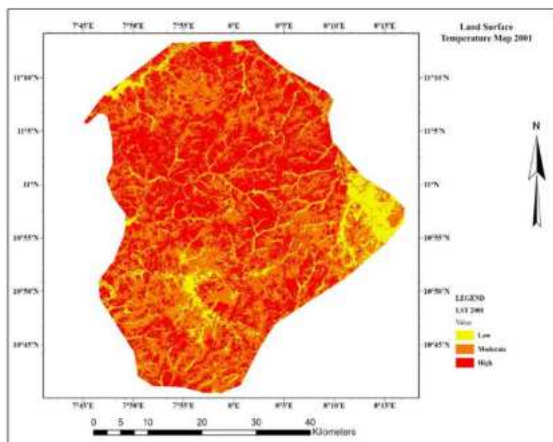 Land Surface
Temperature Map 2001
7°45'E 7°50'E 7°55'E 8°E 8°5'E 8°10'E 8°15'E
11°10'N 11°10'N
11°5'N 11°5'N
N
11°N 11°N
10°55'N 10°55'N
10°50'N 10°50'N
LEGEND
LST 2001
Value
Low
10°45'N 10°45'N
Moderate
High
7°45'E 7°50'E 7°55'E 8°E 8°5'E 8°10'E 8°15'E
0 5 10 20 30 40
Kilometers